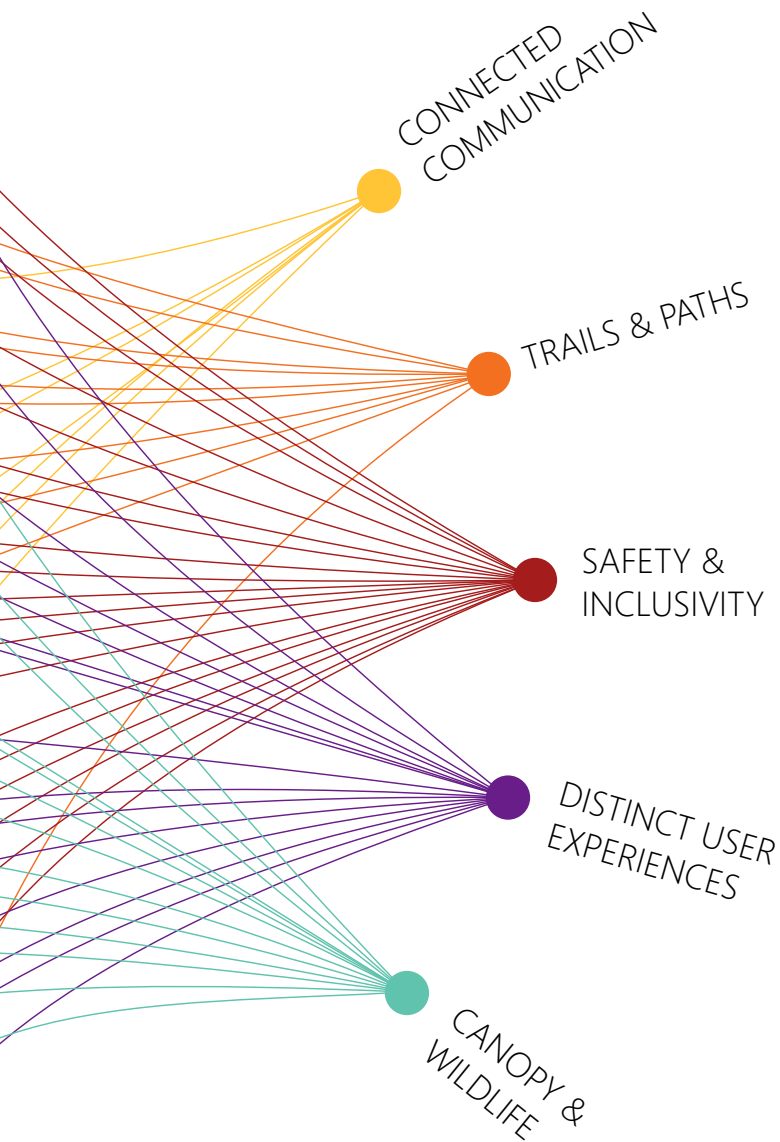 CONNECTED
COMMUNICATION
TRAILS & PATHS
SAFETY &
INCLUSIVITY
DISTINCT USER
EXPERIENCES
CANOPY &
WILDLIFE